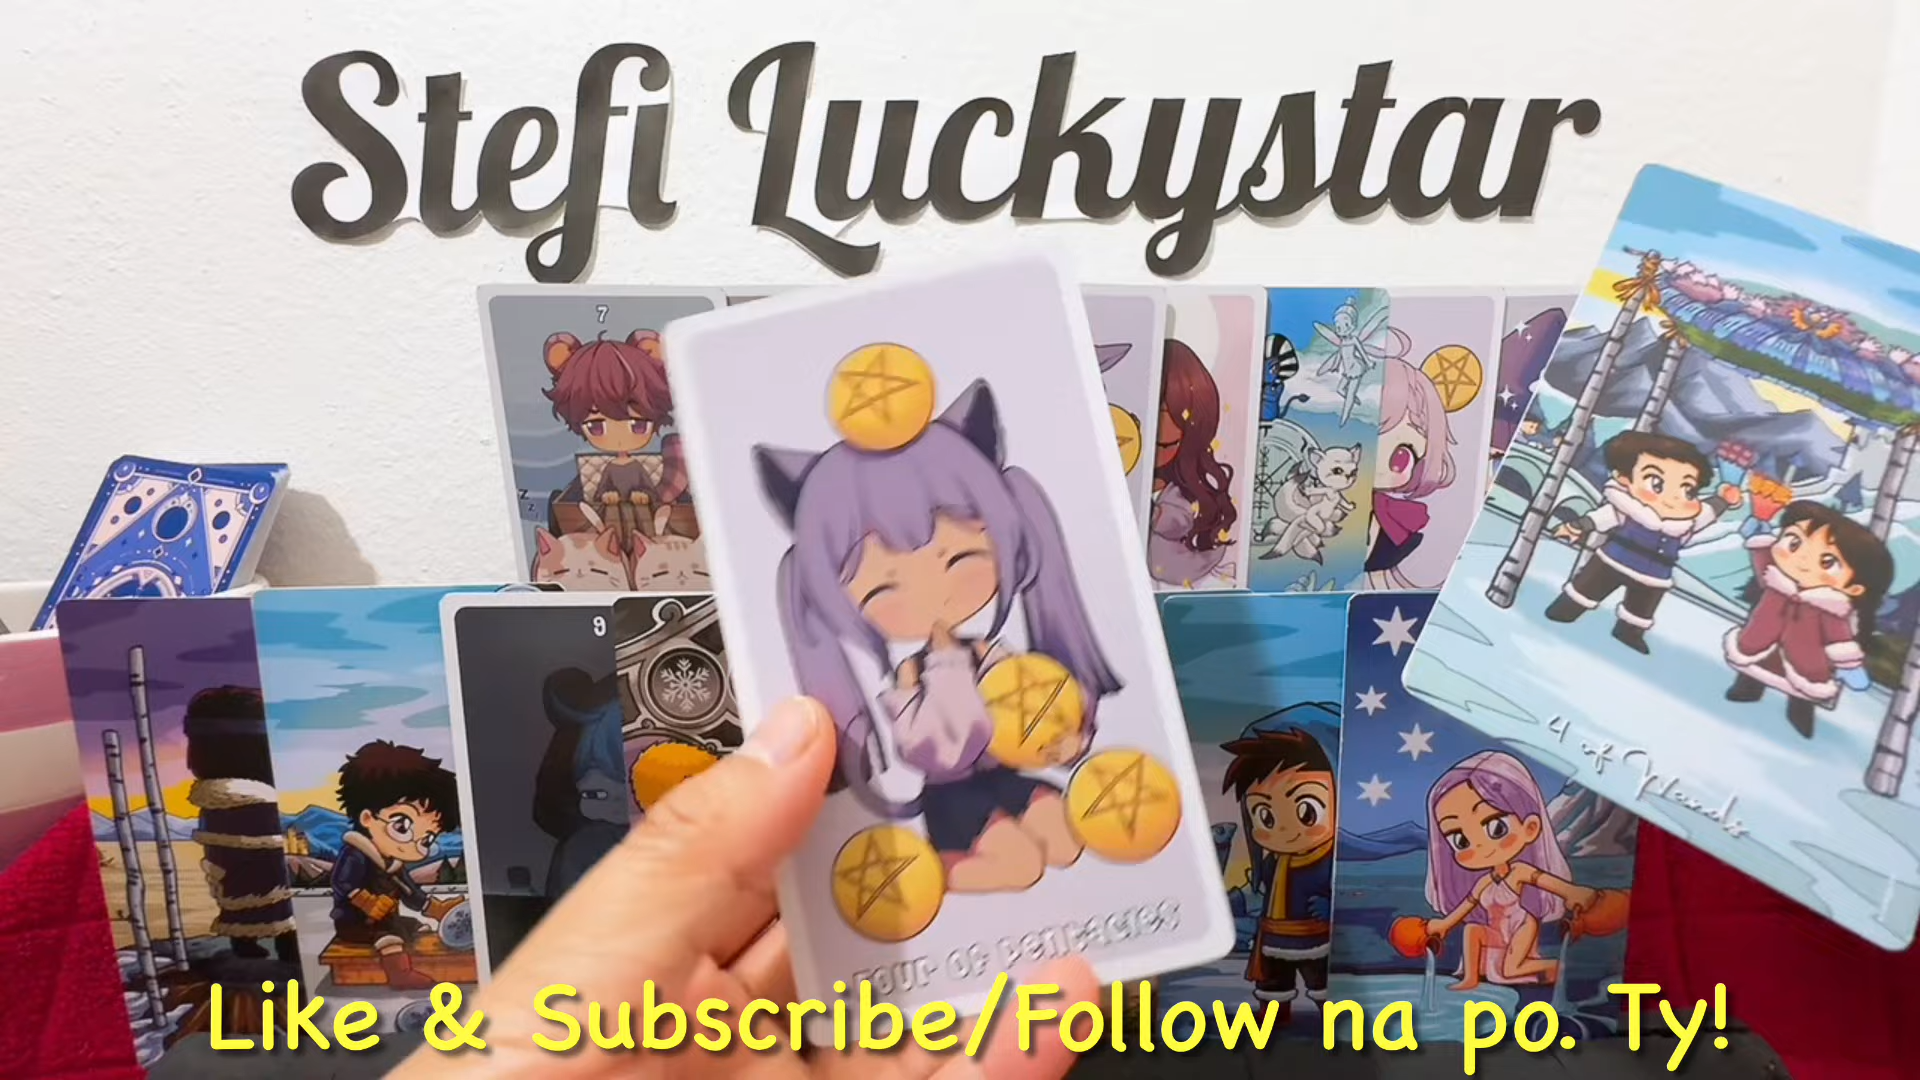 Stefi Luckystar
7
z
z
9
4 of Wands
FOUR OF PENTACLES
Like & Subscribe/Follow na po. Ty!